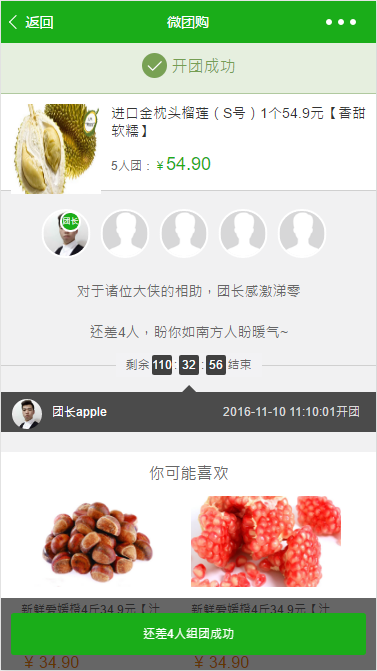 返回
微团购
开团成功
进口金枕头榴莲（S号）1个54.9元【香甜
软糯】
5人团：￥54.90
团长
对于诸位大侠的相助，团长感激涕零
还差4人，盼你如南方人盼暖气~
剩余 110 : 32 : 56 结束
团长apple
2016-11-10 11:10:01开团
你可能喜欢
新鲜爱媛橙4斤34.9元【汁
新鲜爱媛橙4斤34.9元【汁
还差4人组团成功
￥ 34.90
￥ 34.90